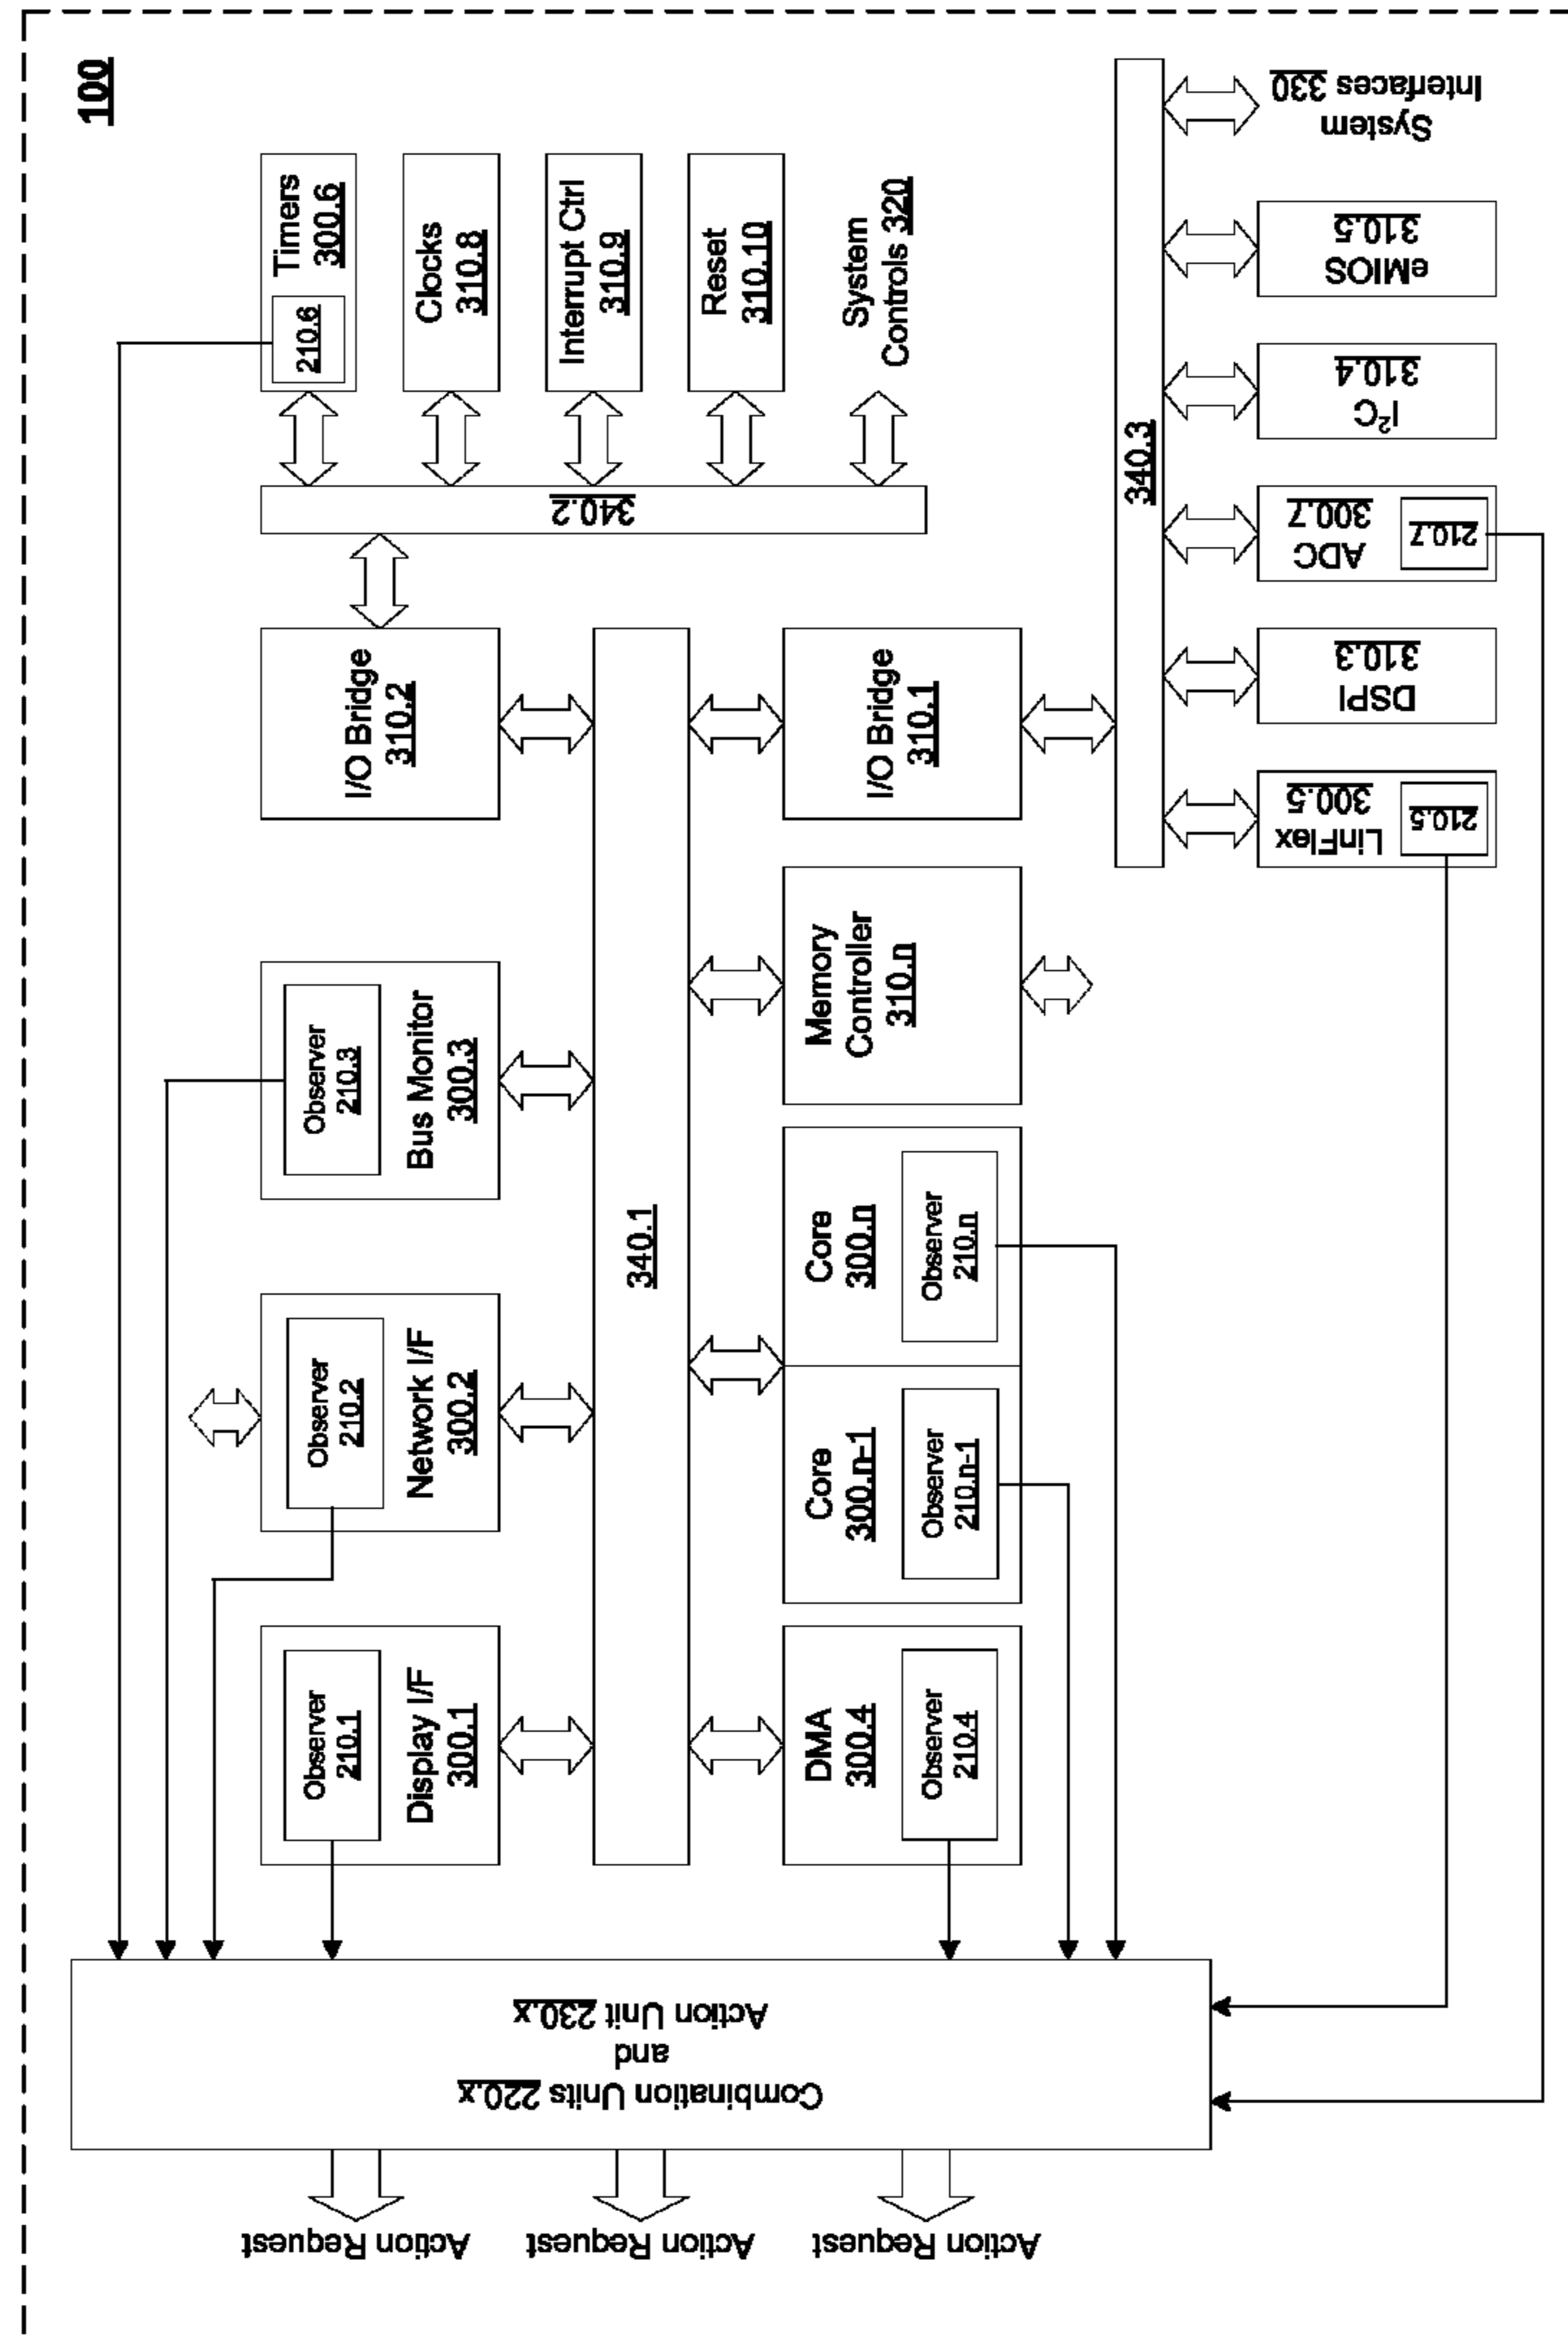 100
Timers
300.6
210.6
Clocks
310.8
Interrupt Ctrl
310.9
Reset
310.10
System
Controls 320
340.2
I/O Bridge
310.2
Observer
210.3
Bus Monitor
300.3
Observer
210.2
Network I/F
300.2
Observer
210.1
Display I/F
300.1
340.1
I/O Bridge
310.1
Memory
Controller
310.n
Core
300.n
Observer
210.n
Core
300.n-1
Observer
210.n-1
DMA
300.4
Observer
210.4
340.3
System
Interfaces 330
eMIOS
310.5
I²C
310.4
ADC
300.7
210.7
DSPI
310.3
LinFlex
300.5
210.5
Combination Units 220.x
and
Action Unit 230.x
Action Request
Action Request
Action Request